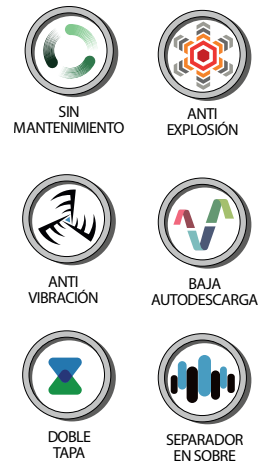 SIN
MANTENIMIENTO
ANTI
EXPLOSIÓN
ANTI
VIBRACIÓN
BAJA
AUTODESCARGA
DOBLE
TAPA
SEPARADOR
EN SOBRE